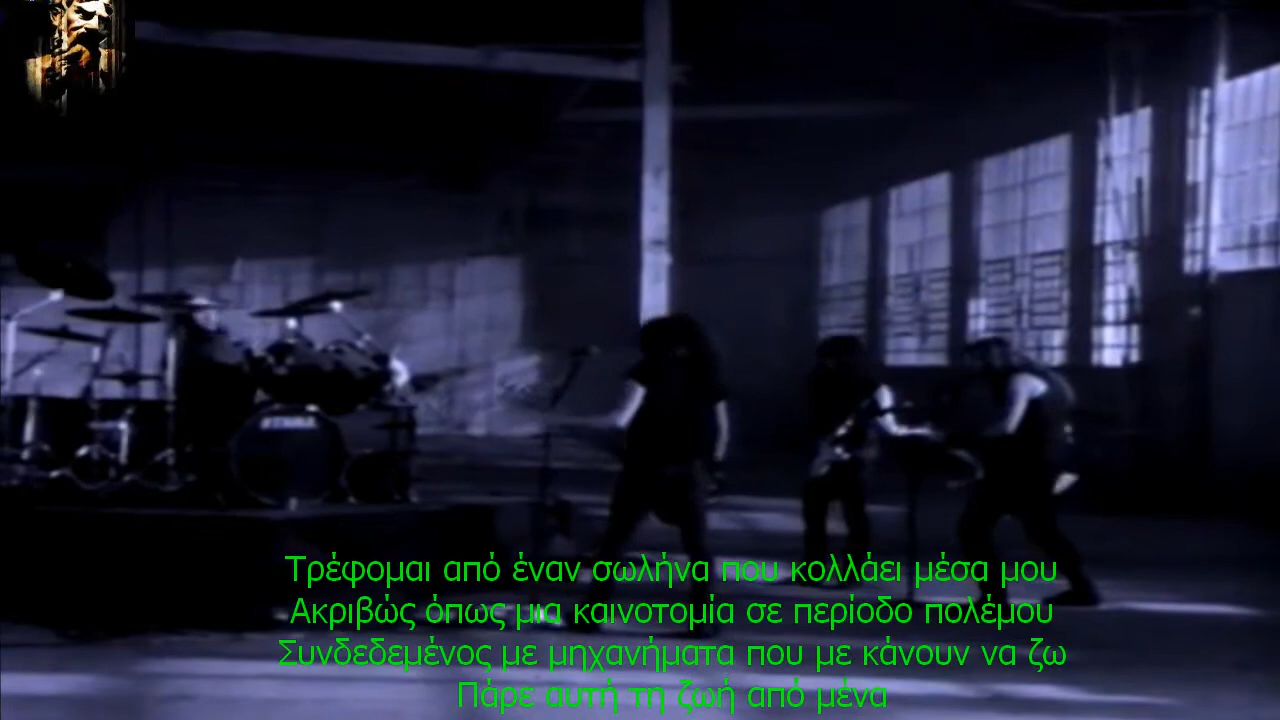 TAMA
Τρέφομαι από έναν σωλήνα που κολλάει μέσα μου
Ακριβώς όπως μια καινοτομία σε περίοδο πολέμου
Συνδεδεμένος με μηχανήματα που με κάνουν να ζω
Πάρε αυτή τη ζωή από μένα